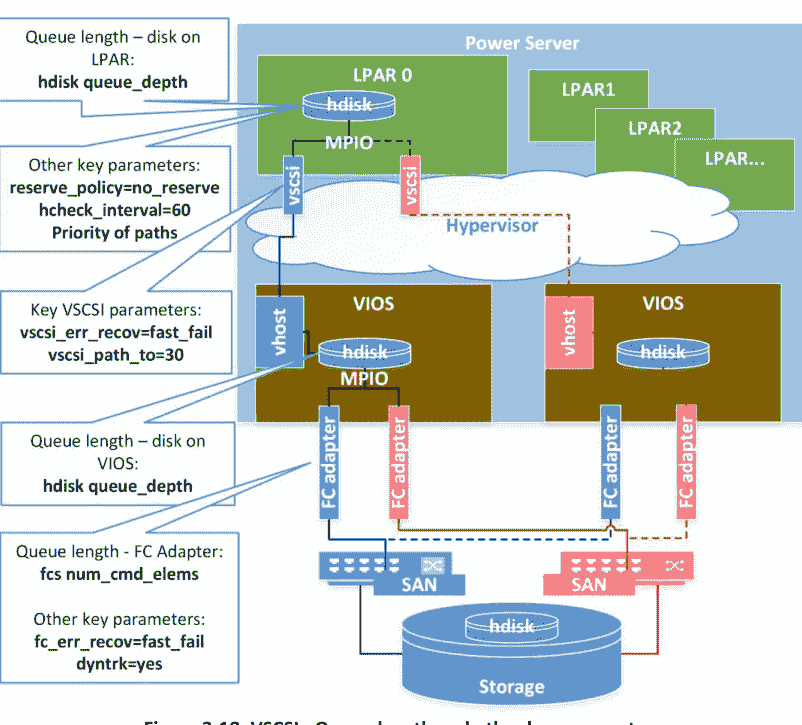 Queue length – disk on
LPAR:
hdisk queue_depth
Other key parameters:
reserve_policy=no_reserve
hcheck_interval=60
Priority of paths
Key VSCSI parameters:
vscsi_err_recov=fast_fail
vscsi_path_to=30
Queue length – disk on
VIOS:
hdisk queue_depth
Queue length - FC Adapter:
fcs num_cmd_elems
Other key parameters:
fc_err_recov=fast_fail
dyntrk=yes
Power Server
LPAR 0
hdisk
MPIO
vscsi
vscsi
LPAR1
LPAR2
LPAR...
Hypervisor
VIOS
vhost
hdisk
MPIO
FC adapter
FC adapter
VIOS
vhost
hdisk
FC adapter
FC adapter
SAN
SAN
hdisk
Storage